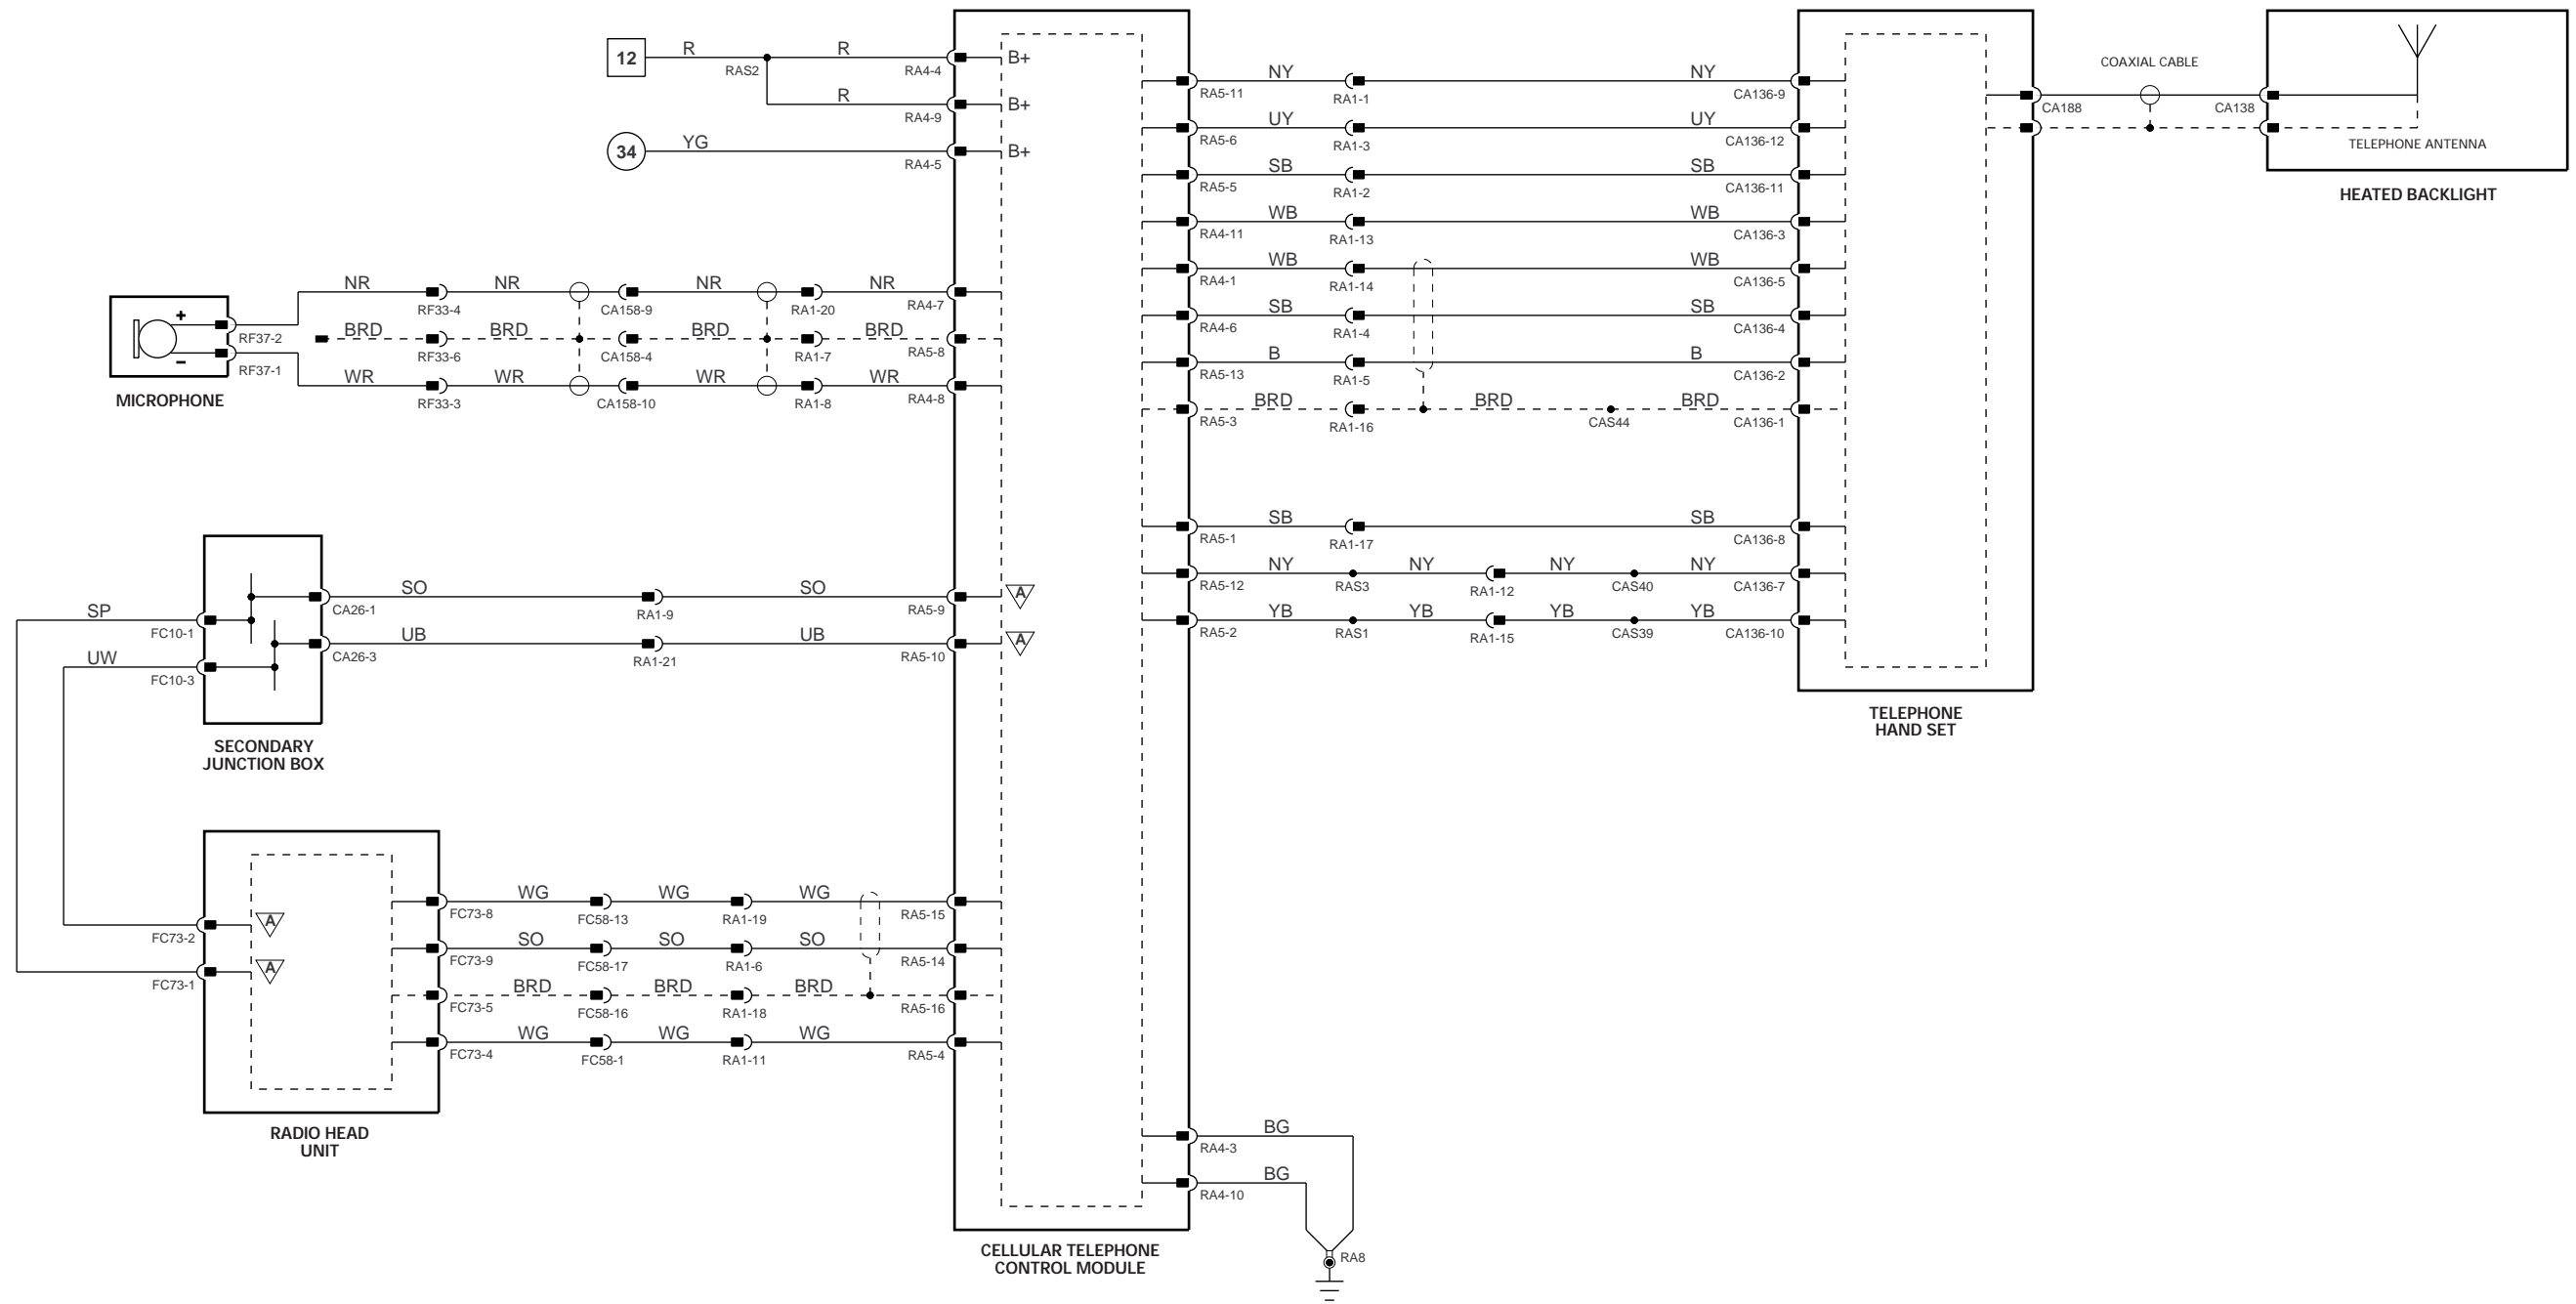 12
R
RAS2
R
RA4-4
B+
R
RA4-9
B+
34
YG
RA4-5
B+
NR
RF33-4
NR
CA158-9
NR
RA1-20
NR
RA4-7
+
RF37-2
BRD
RF33-6
BRD
CA158-4
BRD
RA1-7
BRD
RA5-8
–
RF37-1
WR
RF33-3
WR
CA158-10
WR
RA1-8
WR
RA4-8
MICROPHONE
SO
CA26-1
RA1-9
SO
RA5-9
A
SP
FC10-1
UB
CA26-3
RA1-21
UB
RA5-10
A
UW
FC10-3
SECONDARY
JUNCTION BOX
FC73-2
A
FC73-1
A
WG
FC73-8
FC58-13
WG
RA1-19
WG
RA5-15
SO
FC73-9
FC58-17
SO
RA1-6
SO
RA5-14
BRD
FC73-5
FC58-16
BRD
RA1-18
BRD
RA5-16
WG
FC73-4
FC58-1
WG
RA1-11
WG
RA5-4
RADIO HEAD
UNIT
NY
RA5-11
RA1-1
NY
CA136-9
UY
RA5-6
RA1-3
UY
CA136-12
SB
RA5-5
RA1-2
SB
CA136-11
WB
RA4-11
RA1-13
WB
CA136-3
WB
RA4-1
RA1-14
WB
CA136-5
SB
RA4-6
RA1-4
SB
CA136-4
B
RA5-13
RA1-5
B
CA136-2
BRD
RA5-3
RA1-16
BRD
CAS44
BRD
CA136-1
SB
RA5-1
RA1-17
SB
CA136-8
NY
RA5-12
RAS3
NY
RA1-12
NY
CAS40
NY
CA136-7
YB
RA5-2
RAS1
YB
RA1-15
YB
CAS39
YB
CA136-10
TELEPHONE
HAND SET
COAXIAL CABLE
CA188
CA138
TELEPHONE ANTENNA
HEATED BACKLIGHT
BG
RA4-3
BG
RA4-10
RA8
CELLULAR TELEPHONE
CONTROL MODULE